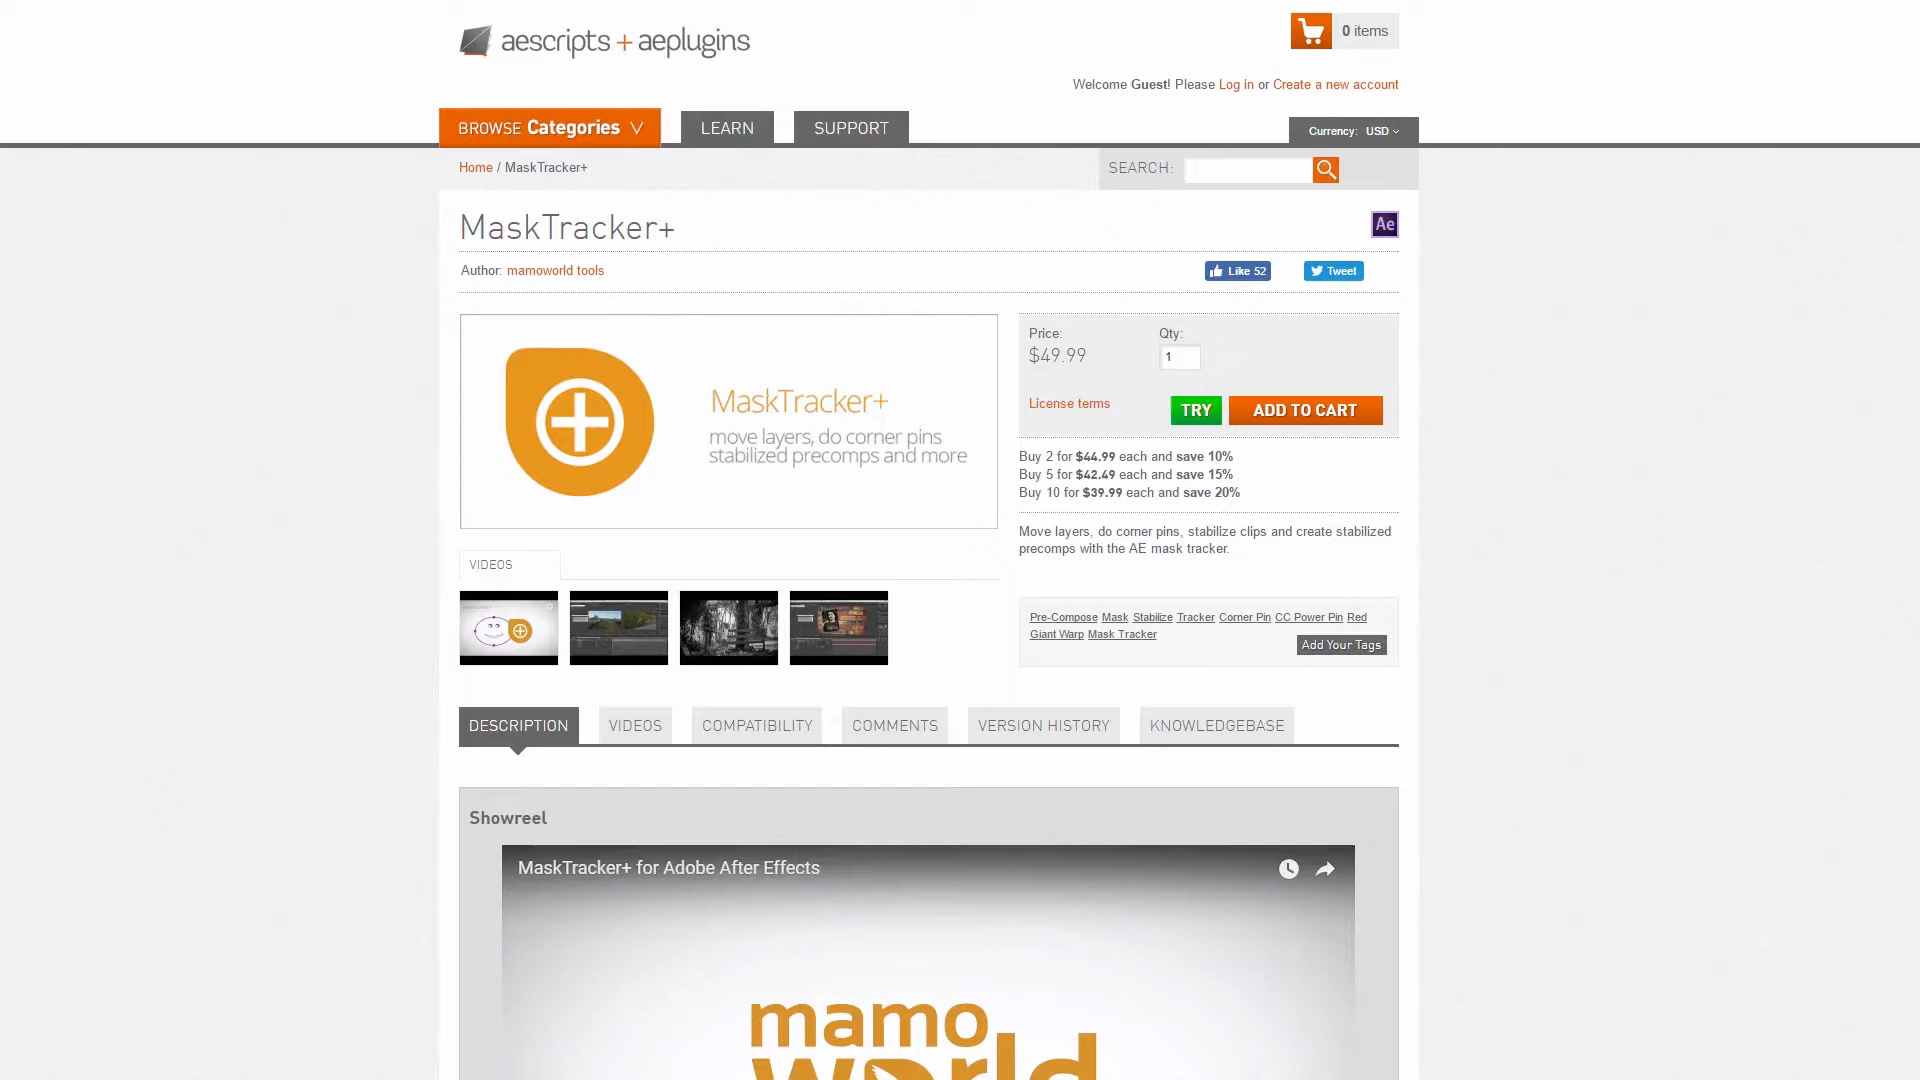 aescripts + aeplugins
0 items
Welcome Guest! Please Log in or Create a new account
BROWSE Categories
LEARN
SUPPORT
Currency: USD
Home / MaskTracker+
SEARCH:
MaskTracker+
Ae
Author: mamoworld tools
Like 52
Tweet
MaskTracker+
move layers, do corner pins
stabilized precomps and more
Price:
Qty:
$49.99
1
License terms
TRY
ADD TO CART
Buy 2 for $44.99 each and save 10%
Buy 5 for $42.49 each and save 15%
Buy 10 for $39.99 each and save 20%
Move layers, do corner pins, stabilize clips and create stabilized
precomps with the AE mask tracker.
VIDEOS
Pre-Compose Mask Stabilize Tracker Corner Pin CC Power Pin Red
Giant Warp Mask Tracker
Add Your Tags
DESCRIPTION
VIDEOS
COMPATIBILITY
COMMENTS
VERSION HISTORY
KNOWLEDGEBASE
Showreel
MaskTracker+ for Adobe After Effects
mamo
world